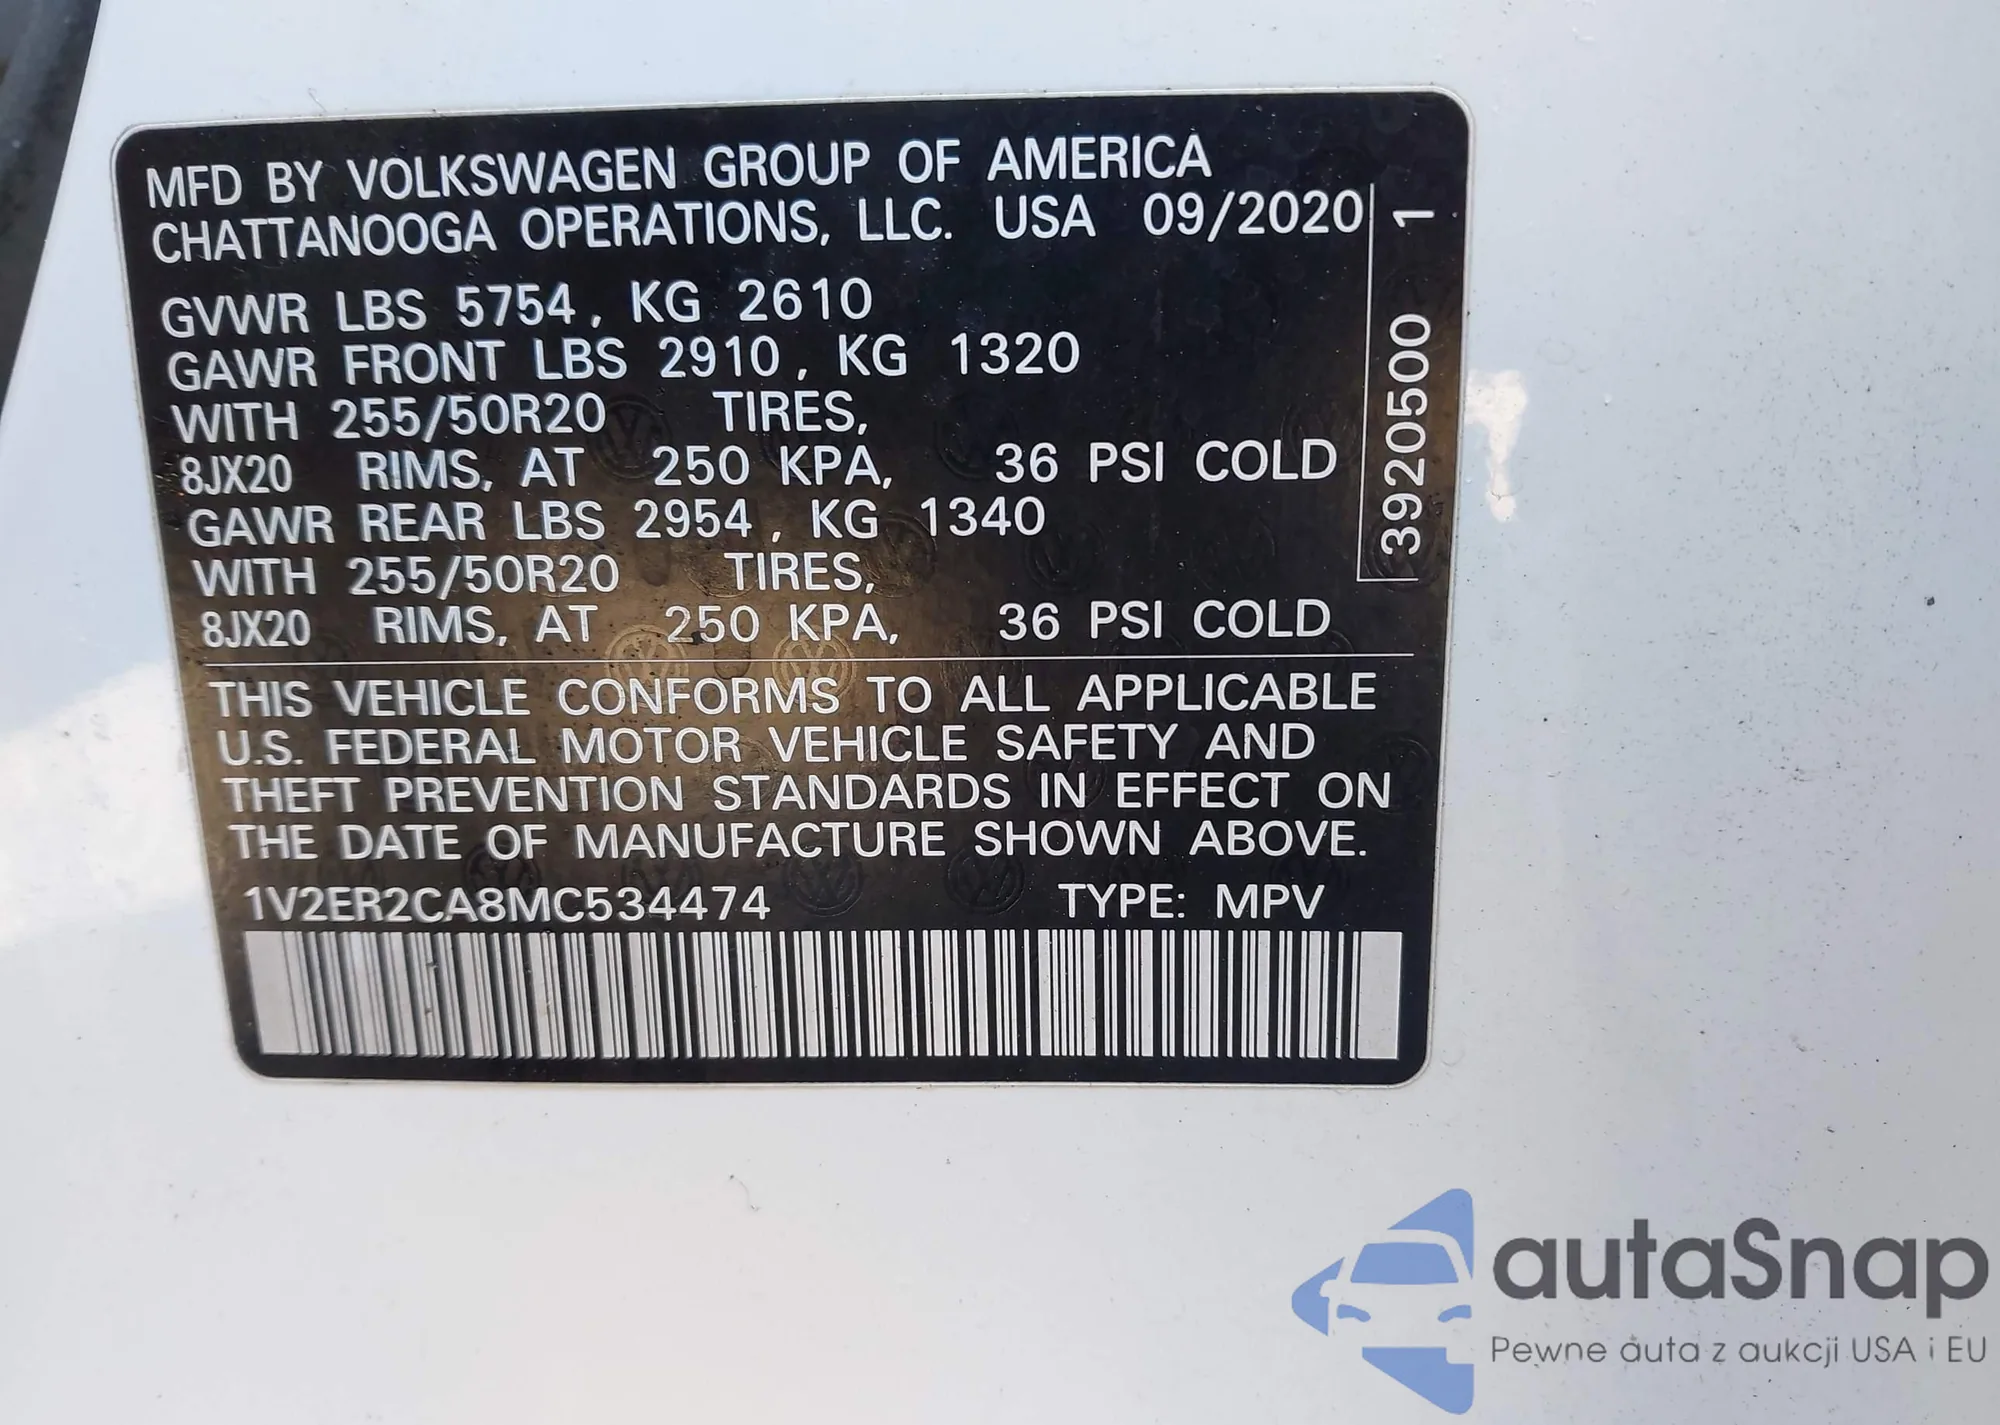 MFD BY VOLKSWAGEN GROUP OF AMERICA
CHATTANOOGA OPERATIONS, LLC. USA 09/2020
GVWR LBS 5754, KG 2610
GAWR FRONT LBS 2910, KG 1320
WITH 255/50R20 TIRES,
8JX20 RIMS, AT 250 KPA, 36 PSI COLD
GAWR REAR LBS 2954, KG 1340
WITH 255/50R20 TIRES,
8JX20 RIMS, AT 250 KPA, 36 PSI COLD
3920500 1
THIS VEHICLE CONFORMS TO ALL APPLICABLE
U.S. FEDERAL MOTOR VEHICLE SAFETY AND
THEFT PREVENTION STANDARDS IN EFFECT ON
THE DATE OF MANUFACTURE SHOWN ABOVE.
1V2ER2CA8MC534474 TYPE: MPV
autaSnap
Pewne auta z aukcji USA i EU